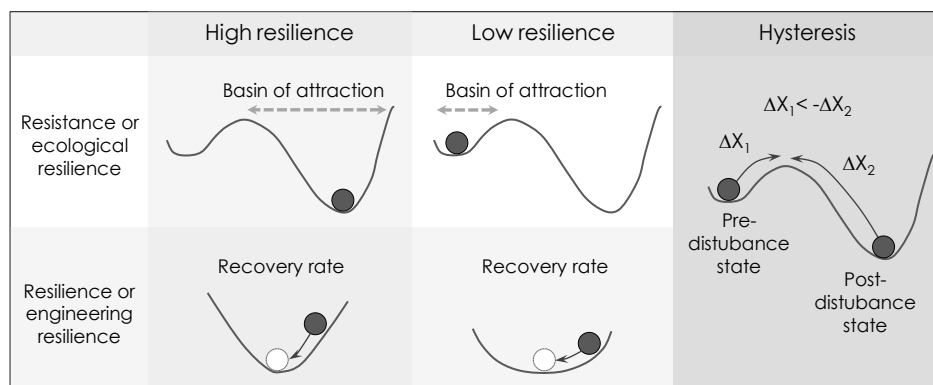 High resilience
Low resilience
Hysteresis
Resistance or
ecological
resilience
Basin of attraction
Basin of attraction
ΔX₁< -ΔX₂
ΔX₁
ΔX₂
Pre-
distubance
state
Post-
distubance
state
Resilience or
engineering
resilience
Recovery rate
Recovery rate